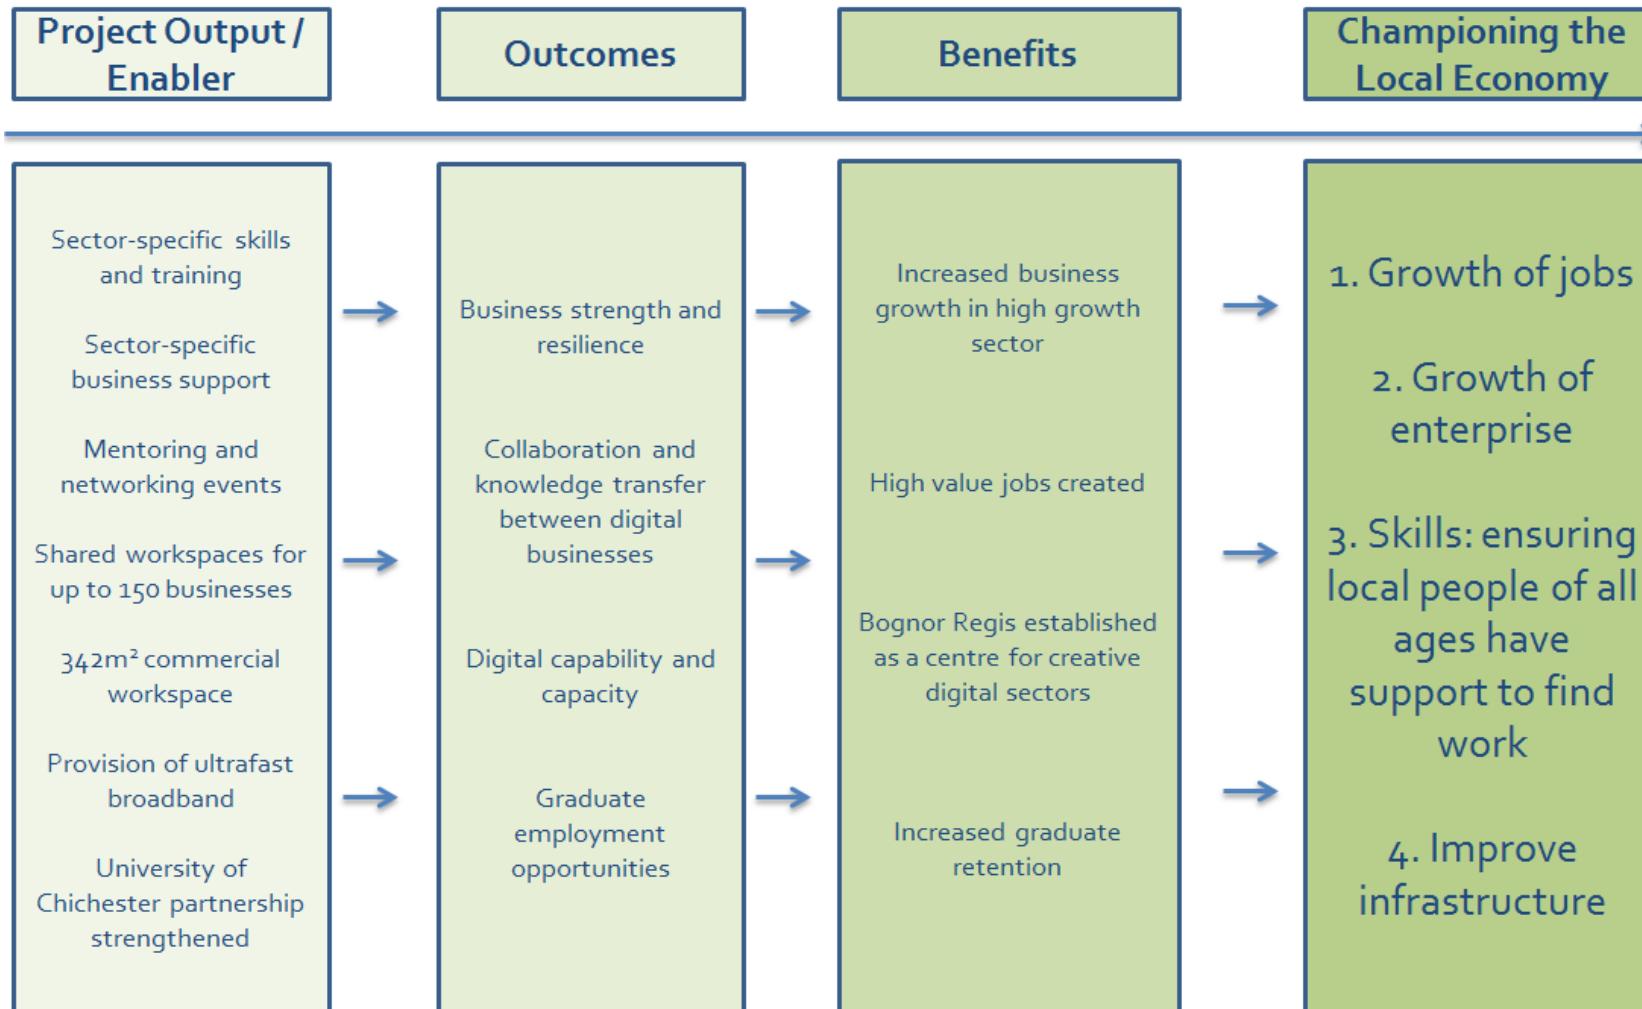 Project Output /
Enabler
Outcomes
Benefits
Championing the
Local Economy
Sector-specific skills
and training
Sector-specific
business support
Mentoring and
networking events
Shared workspaces for
up to 150 businesses
342m² commercial
workspace
Provision of ultrafast
broadband
University of
Chichester partnership
strengthened
Business strength and
resilience
Collaboration and
knowledge transfer
between digital
businesses
Digital capability and
capacity
Graduate
employment
opportunities
Increased business
growth in high growth
sector
High value jobs created
Bognor Regis established
as a centre for creative
digital sectors
Increased graduate
retention
1. Growth of jobs
2. Growth of
enterprise
3. Skills: ensuring
local people of all
ages have
support to find
work
4. Improve
infrastructure